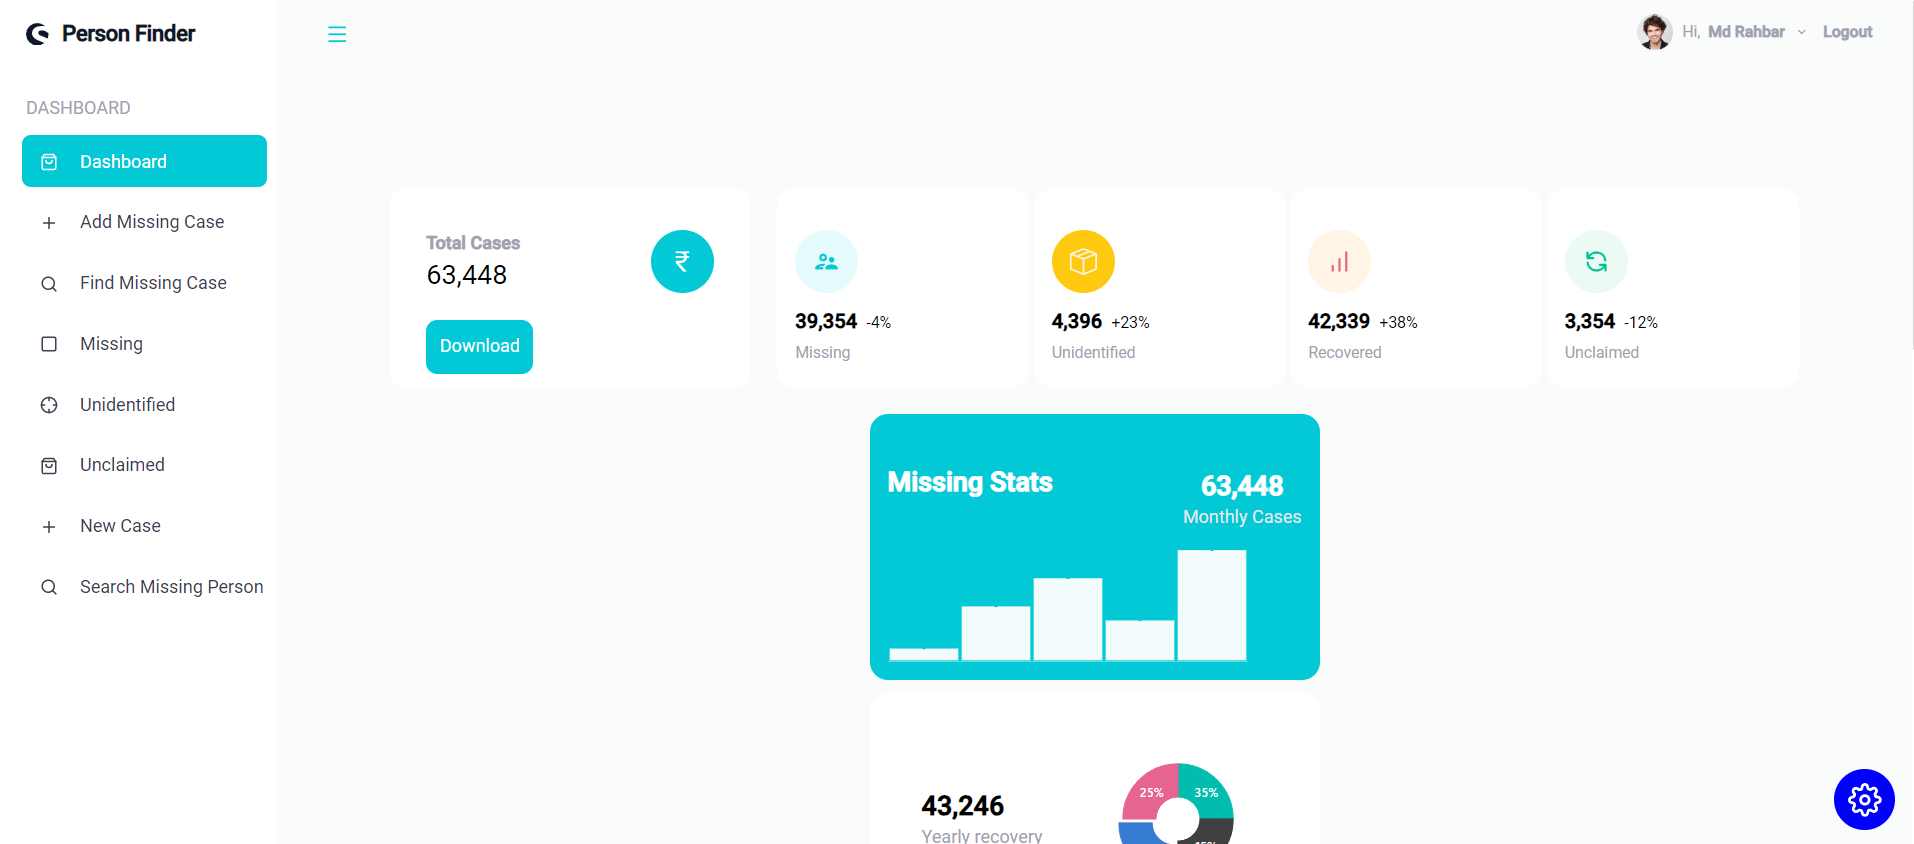 Person Finder
Hi, Md Rahbar
Logout
DASHBOARD
Dashboard
Add Missing Case
Find Missing Case
Missing
Unidentified
Unclaimed
New Case
Search Missing Person
Total Cases
63,448
₹
Download
39,354 -4%
Missing
4,396 +23%
Unidentified
42,339 +38%
Recovered
3,354 -12%
Unclaimed
Missing Stats
63,448
Monthly Cases
43,246
Yearly recovery
25%
35%